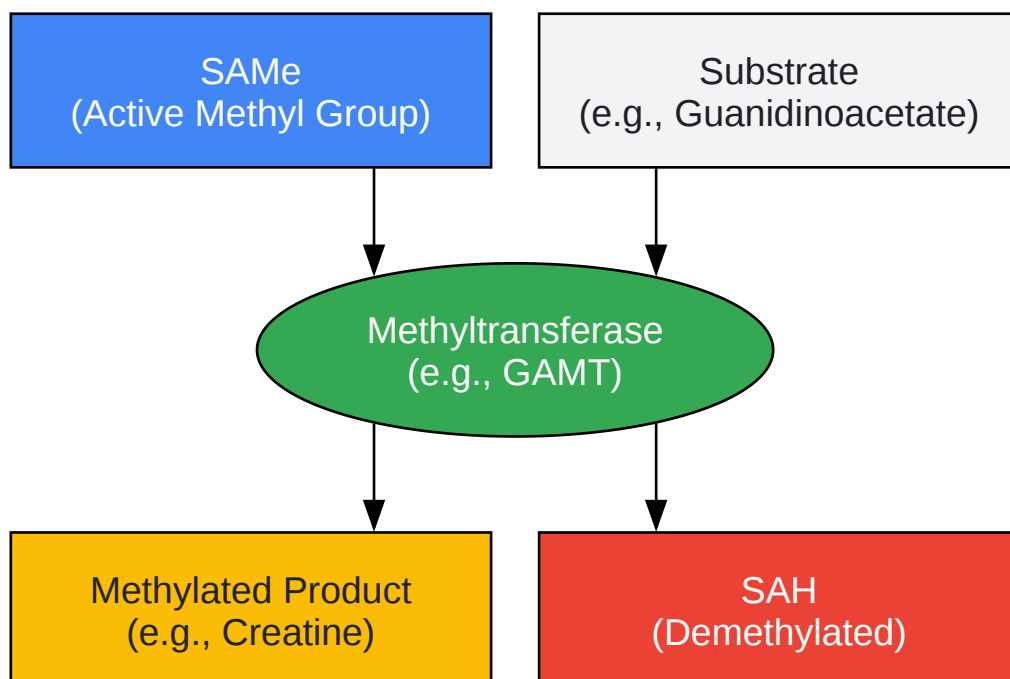 SAMe
(Active Methyl Group)
Substrate
(e.g., Guanidinoacetate)
Methyltransferase
(e.g., GAMT)
Methylated Product
(e.g., Creatine)
SAH
(Demethylated)